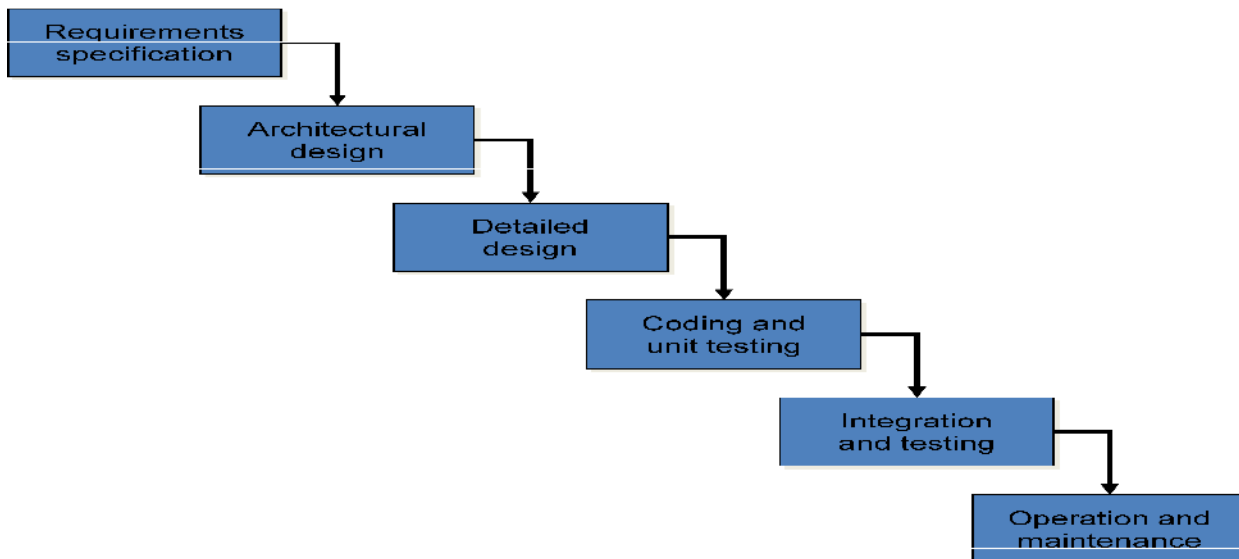 Requirements
specification
Architectural
design
Detailed
design
Coding and
unit testing
Integration
and testing
Operation and
maintenance